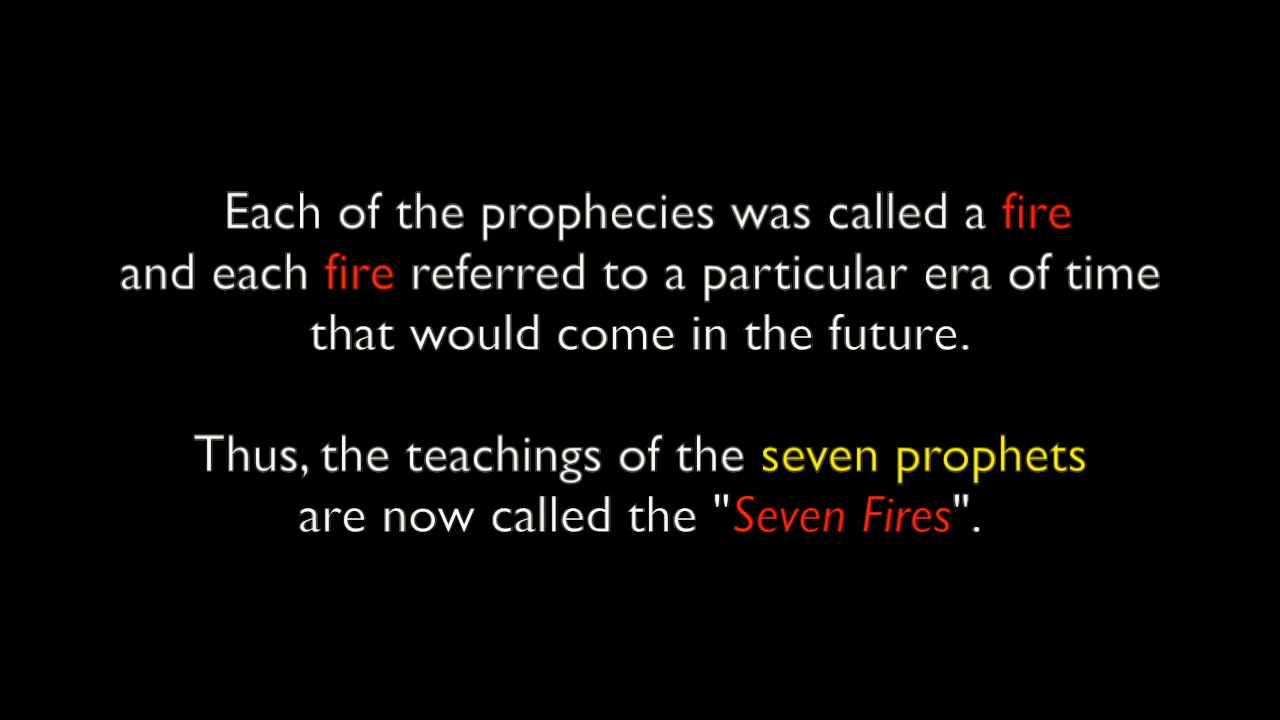 Each of the prophecies was called a fire
and each fire referred to a particular era of time
that would come in the future.
Thus, the teachings of the seven prophets
are now called the "Seven Fires".